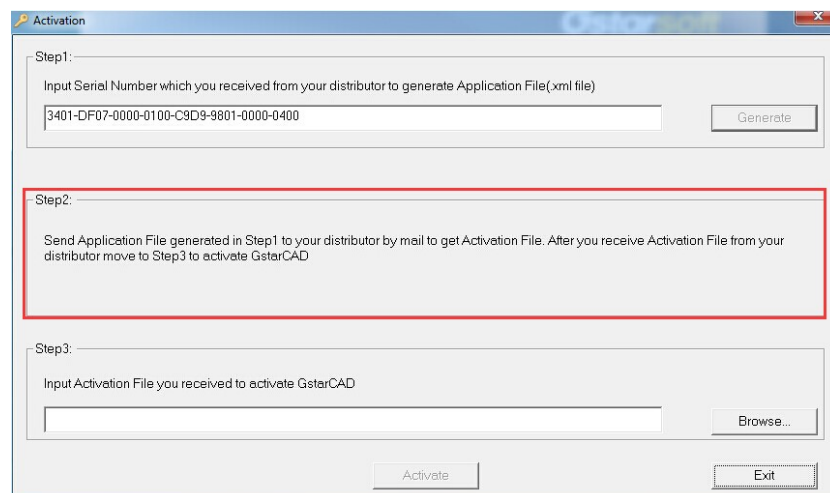 Activation
Gstarsoft
Step1:
Input Serial Number which you received from your distributor to generate Application File(.xml file)
3401-DF07-0000-0100-C9D9-9801-0000-0400
Generate
Step2:
Send Application File generated in Step1 to your distributor by mail to get Activation File. After you receive Activation File from your
distributor move to Step3 to activate GstarCAD
Step3:
Input Activation File you received to activate GstarCAD
Browse...
Activate
Exit